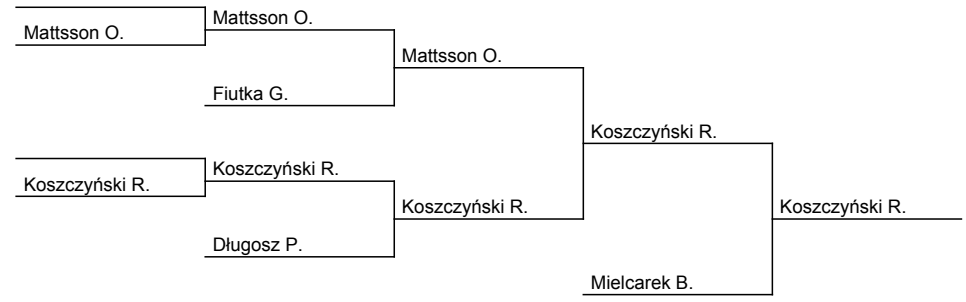 Mattsson O.
Mattsson O.
Mattsson O.
Fiutka G.
Koszczyński R.
Koszczyński R.
Koszczyński R.
Koszczyński R.
Koszczyński R.
Długosz P.
Mielcarek B.